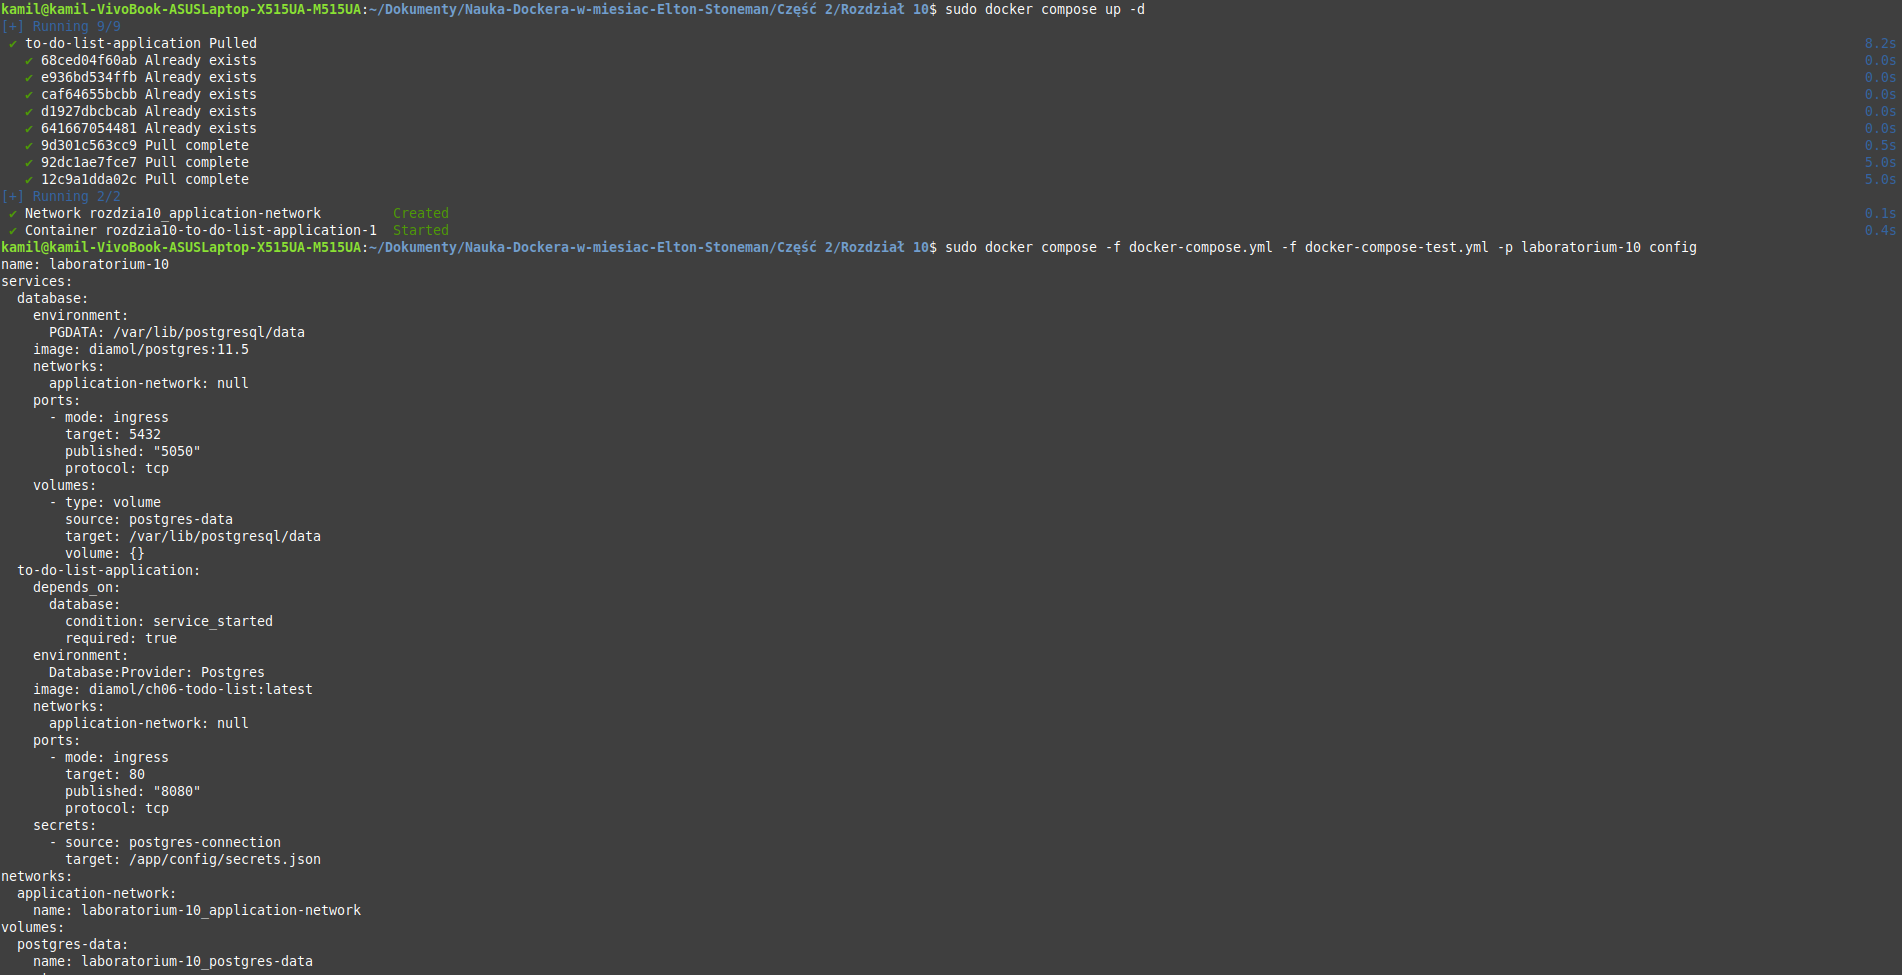 kamil@kamil-VivoBook-ASUSLaptop-X515UA-M515UA:~/Dokumenty/Nauka-Dockera-w-miesiac-Elton-Stoneman/Część 2/Rozdział 10$ sudo docker compose up -d
[+] Running 9/9
✔ to-do-list-application Pulled 8.2s
✔ 68ced04f60ab Already exists 0.0s
✔ e936bd534ffb Already exists 0.0s
✔ caf64655bcbb Already exists 0.0s
✔ d1927dbcbcab Already exists 0.0s
✔ 641667054481 Already exists 0.0s
✔ 9d301c563cc9 Pull complete 0.5s
✔ 92dc1ae7fce7 Pull complete 5.0s
✔ 12c9a1dda02c Pull complete 5.0s
[+] Running 2/2
✔ Network rozdzia10_application-network Created 0.1s
✔ Container rozdzia10-to-do-list-application-1 Started 0.4s
kamil@kamil-VivoBook-ASUSLaptop-X515UA-M515UA:~/Dokumenty/Nauka-Dockera-w-miesiac-Elton-Stoneman/Część 2/Rozdział 10$ sudo docker compose -f docker-compose.yml -f docker-compose-test.yml -p laboratorium-10 config
name: laboratorium-10
services:
  database:
    environment:
      PGDATA: /var/lib/postgresql/data
    image: diamol/postgres:11.5
    networks:
      application-network: null
    ports:
      - mode: ingress
        target: 5432
        published: "5050"
        protocol: tcp
    volumes:
      - type: volume
        source: postgres-data
        target: /var/lib/postgresql/data
        volume: {}
  to-do-list-application:
    depends_on:
      database:
        condition: service_started
        required: true
    environment:
      Database:Provider: Postgres
    image: diamol/ch06-todo-list:latest
    networks:
      application-network: null
    ports:
      - mode: ingress
        target: 80
        published: "8080"
        protocol: tcp
    secrets:
      - source: postgres-connection
        target: /app/config/secrets.json
networks:
  application-network:
    name: laboratorium-10_application-network
volumes:
  postgres-data:
    name: laboratorium-10_postgres-data